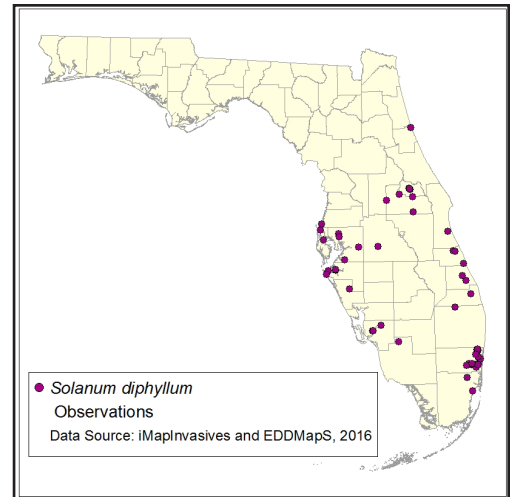 Solanum diphyllum
Observations
Data Source: iMapInvasives and EDDMapS, 2016